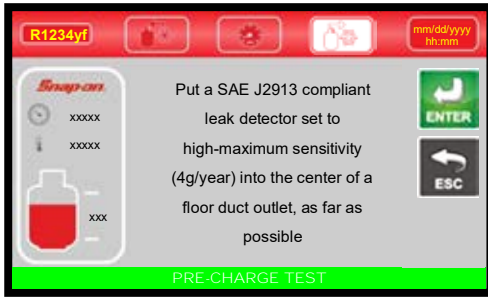 R1234yf
mm/dd/yyyy
hh:mm
Snap-on
xxxxx
xxxxx
xxx
Put a SAE J2913 compliant
leak detector set to
high-maximum sensitivity
(4g/year) into the center of a
floor duct outlet, as far as
possible
ENTER
ESC
PRE-CHARGE TEST